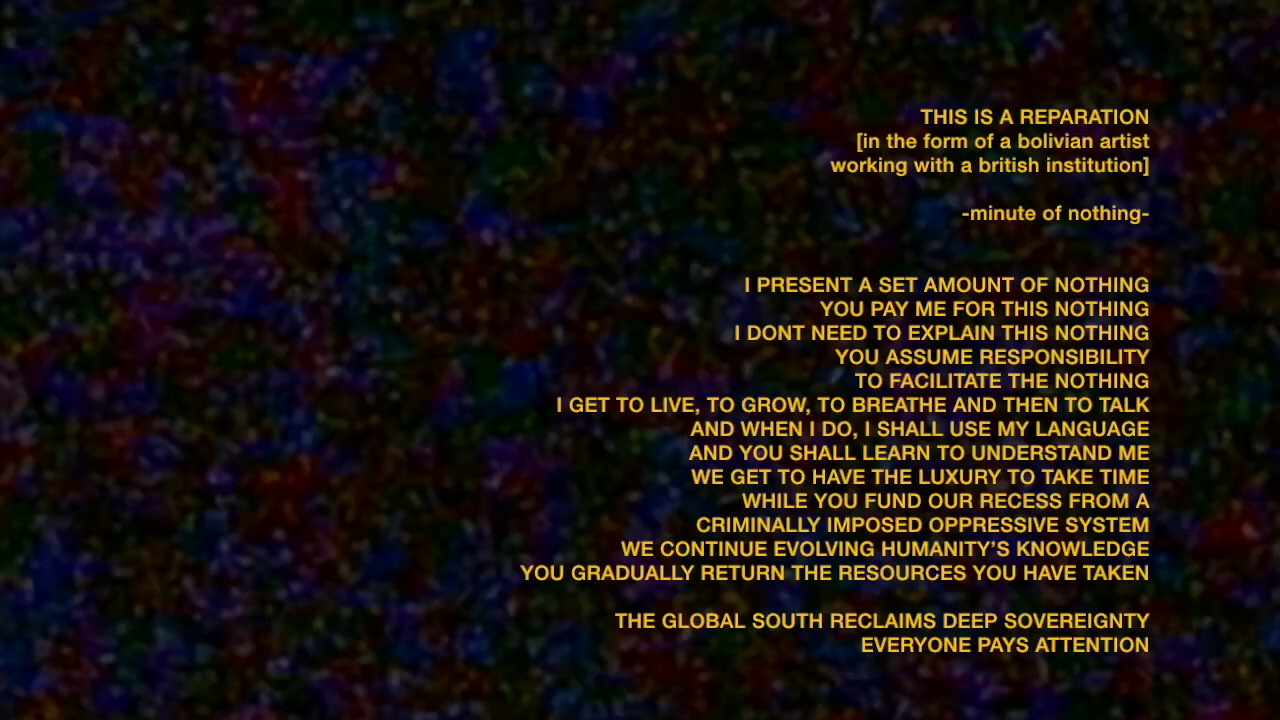 THIS IS A REPARATION
[in the form of a bolivian artist
working with a british institution]
-minute of nothing-
I PRESENT A SET AMOUNT OF NOTHING
YOU PAY ME FOR THIS NOTHING
I DONT NEED TO EXPLAIN THIS NOTHING
YOU ASSUME RESPONSIBILITY
TO FACILITATE THE NOTHING
I GET TO LIVE, TO GROW, TO BREATHE AND THEN TO TALK
AND WHEN I DO, I SHALL USE MY LANGUAGE
AND YOU SHALL LEARN TO UNDERSTAND ME
WE GET TO HAVE THE LUXURY TO TAKE TIME
WHILE YOU FUND OUR RECESS FROM A
CRIMINALLY IMPOSED OPPRESSIVE SYSTEM
WE CONTINUE EVOLVING HUMANITY’S KNOWLEDGE
YOU GRADUALLY RETURN THE RESOURCES YOU HAVE TAKEN
THE GLOBAL SOUTH RECLAIMS DEEP SOVEREIGNTY
EVERYONE PAYS ATTENTION